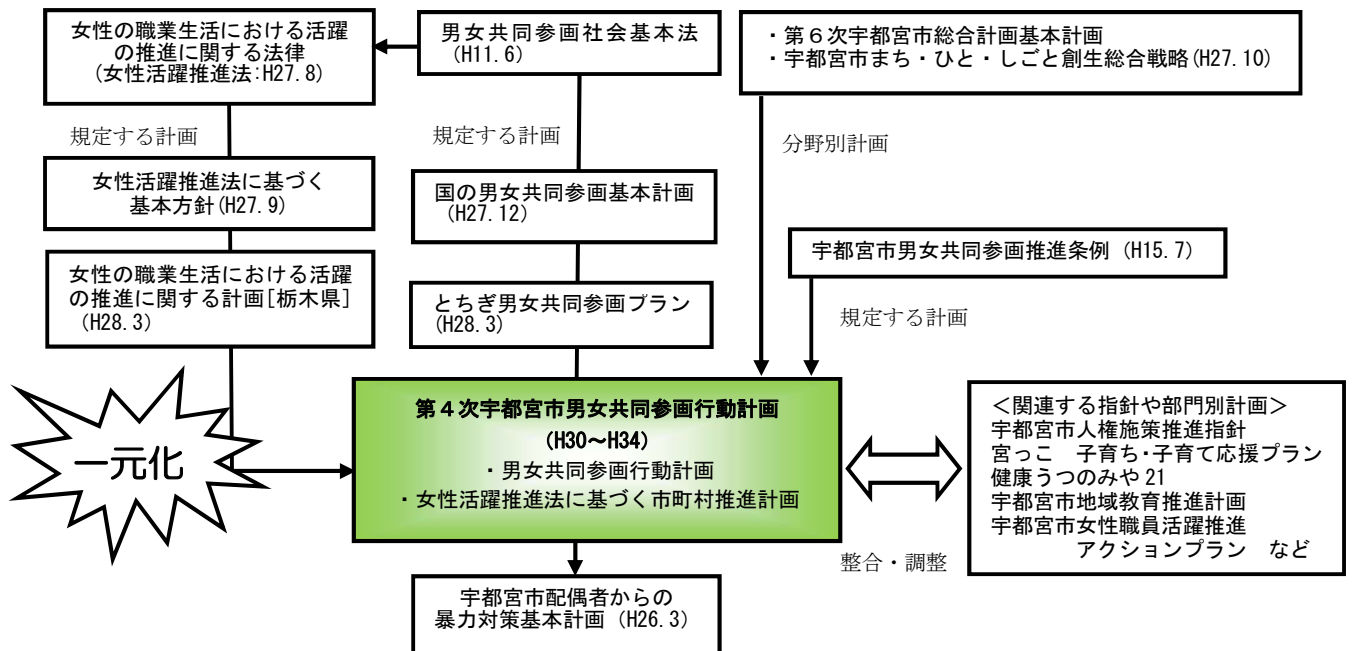 女性の職業生活における活躍
の推進に関する法律
(女性活躍推進法:H27.8)
男女共同参画社会基本法
(H11.6)
・第６次宇都宮市総合計画基本計画
・宇都宮市まち・ひと・しごと創生総合戦略(H27.10)
規定する計画
規定する計画
分野別計画
女性活躍推進法に基づく
基本方針(H27.9)
国の男女共同参画基本計画
(H27.12)
宇都宮市男女共同参画推進条例 (H15.7)
女性の職業生活における活躍
の推進に関する計画[栃木県]
(H28.3)
とちぎ男女共同参画プラン
(H28.3)
規定する計画
一元化
第４次宇都宮市男女共同参画行動計画
(H30～H34)
・男女共同参画行動計画
・女性活躍推進法に基づく市町村推進計画
＜関連する指針や部門別計画＞
宇都宮市人権施策推進指針
宮っこ 子育ち・子育て応援プラン
健康うつのみや 21
宇都宮市地域教育推進計画
宇都宮市女性職員活躍推進
アクションプラン など
整合・調整
宇都宮市配偶者からの
暴力対策基本計画 (H26.3)